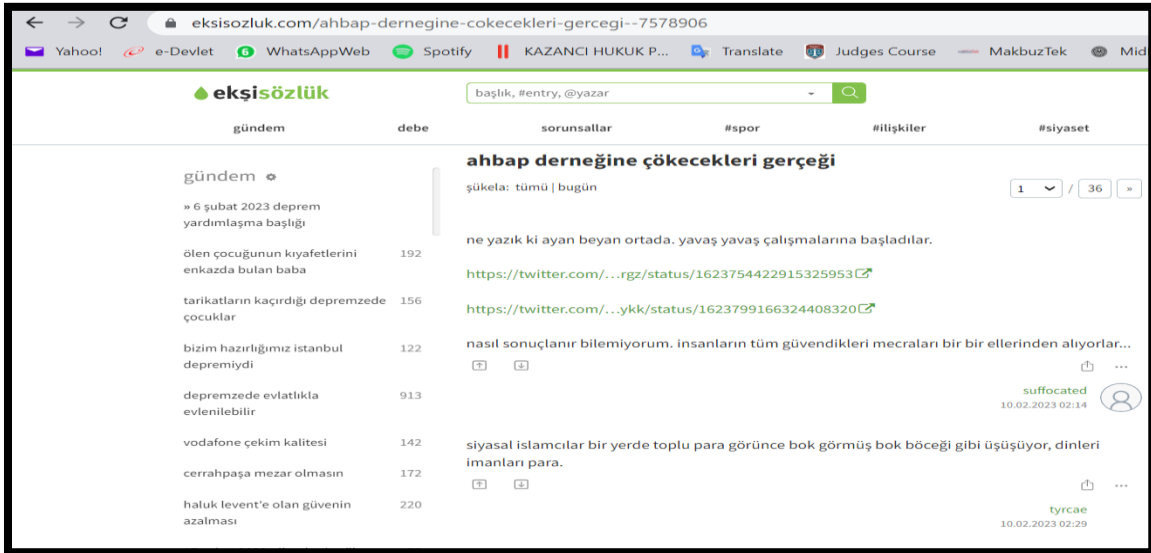 eksisozluk.com/ahbap-dernegine-cokecekleri-gercegi--7578906
Yahoo! e-Devlet WhatsAppWeb Spotify KAZANCI HUKUK P... Translate Judges Course MakbuzTek Mid
ekşisözlük
başlık, #entry, @yazar
gündem debe sorunsallar #spor #ilişkiler #siyaset
gündem
» 6 şubat 2023 deprem
yardımlaşma başlığı
ölen çocuğunun kıyafetlerini 192
enkazda bulan baba
tarikatların kaçırdığı depremzede 156
çocuklar
bizim hazırlığımız istanbul 122
depremiydi
depremzede evlatlıkla 913
evlenilebilir
vodafone çekim kalitesi 142
cerrahpaşa mezar olmasın 172
haluk levent'e olan güvenin 220
azalması
ahbap derneğine çökecekleri gerçeği
şükela: tümü | bugün
1 / 36 »
ne yazık ki ayan beyan ortada. yavaş yavaş çalışmalarına başladılar.
https://twitter.com/...rgz/status/1623754422915325953
https://twitter.com/...ykk/status/1623799166324408320
nasıl sonuçlanır bilemiyorum. insanların tüm güvendikleri mecraları bir bir ellerinden alıyorlar...
suffocated
10.02.2023 02:14
siyasal islamcılar bir yerde toplu para görünce bok görmüş bok böceği gibi üşüşüyor, dinleri
imanları para.
tyrcae
10.02.2023 02:29